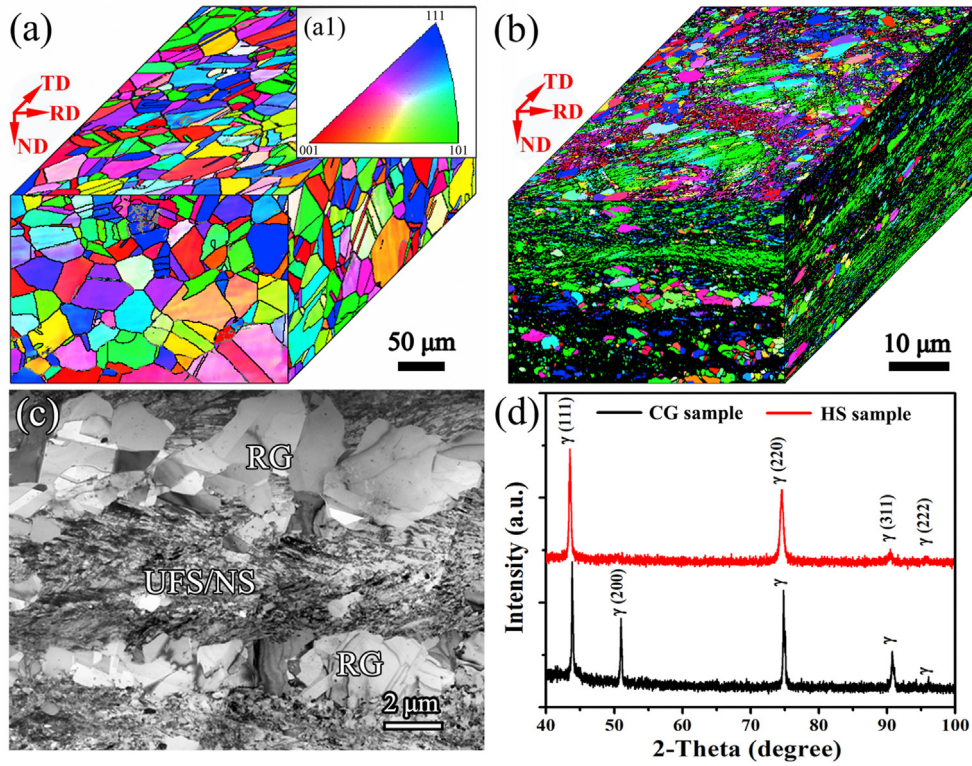 (a)
(a1)
111
001
101
TD
RD
ND
50 μm
(b)
TD
RD
ND
10 μm
(c)
RG
UFS/NS
RG
2 μm
(d)
CG sample
HS sample
γ (111)
γ (220)
γ (311)
γ (222)
γ (200)
γ
γ
γ
Intensity (a.u.)
40 50 60 70 80 90 100
2-Theta (degree)